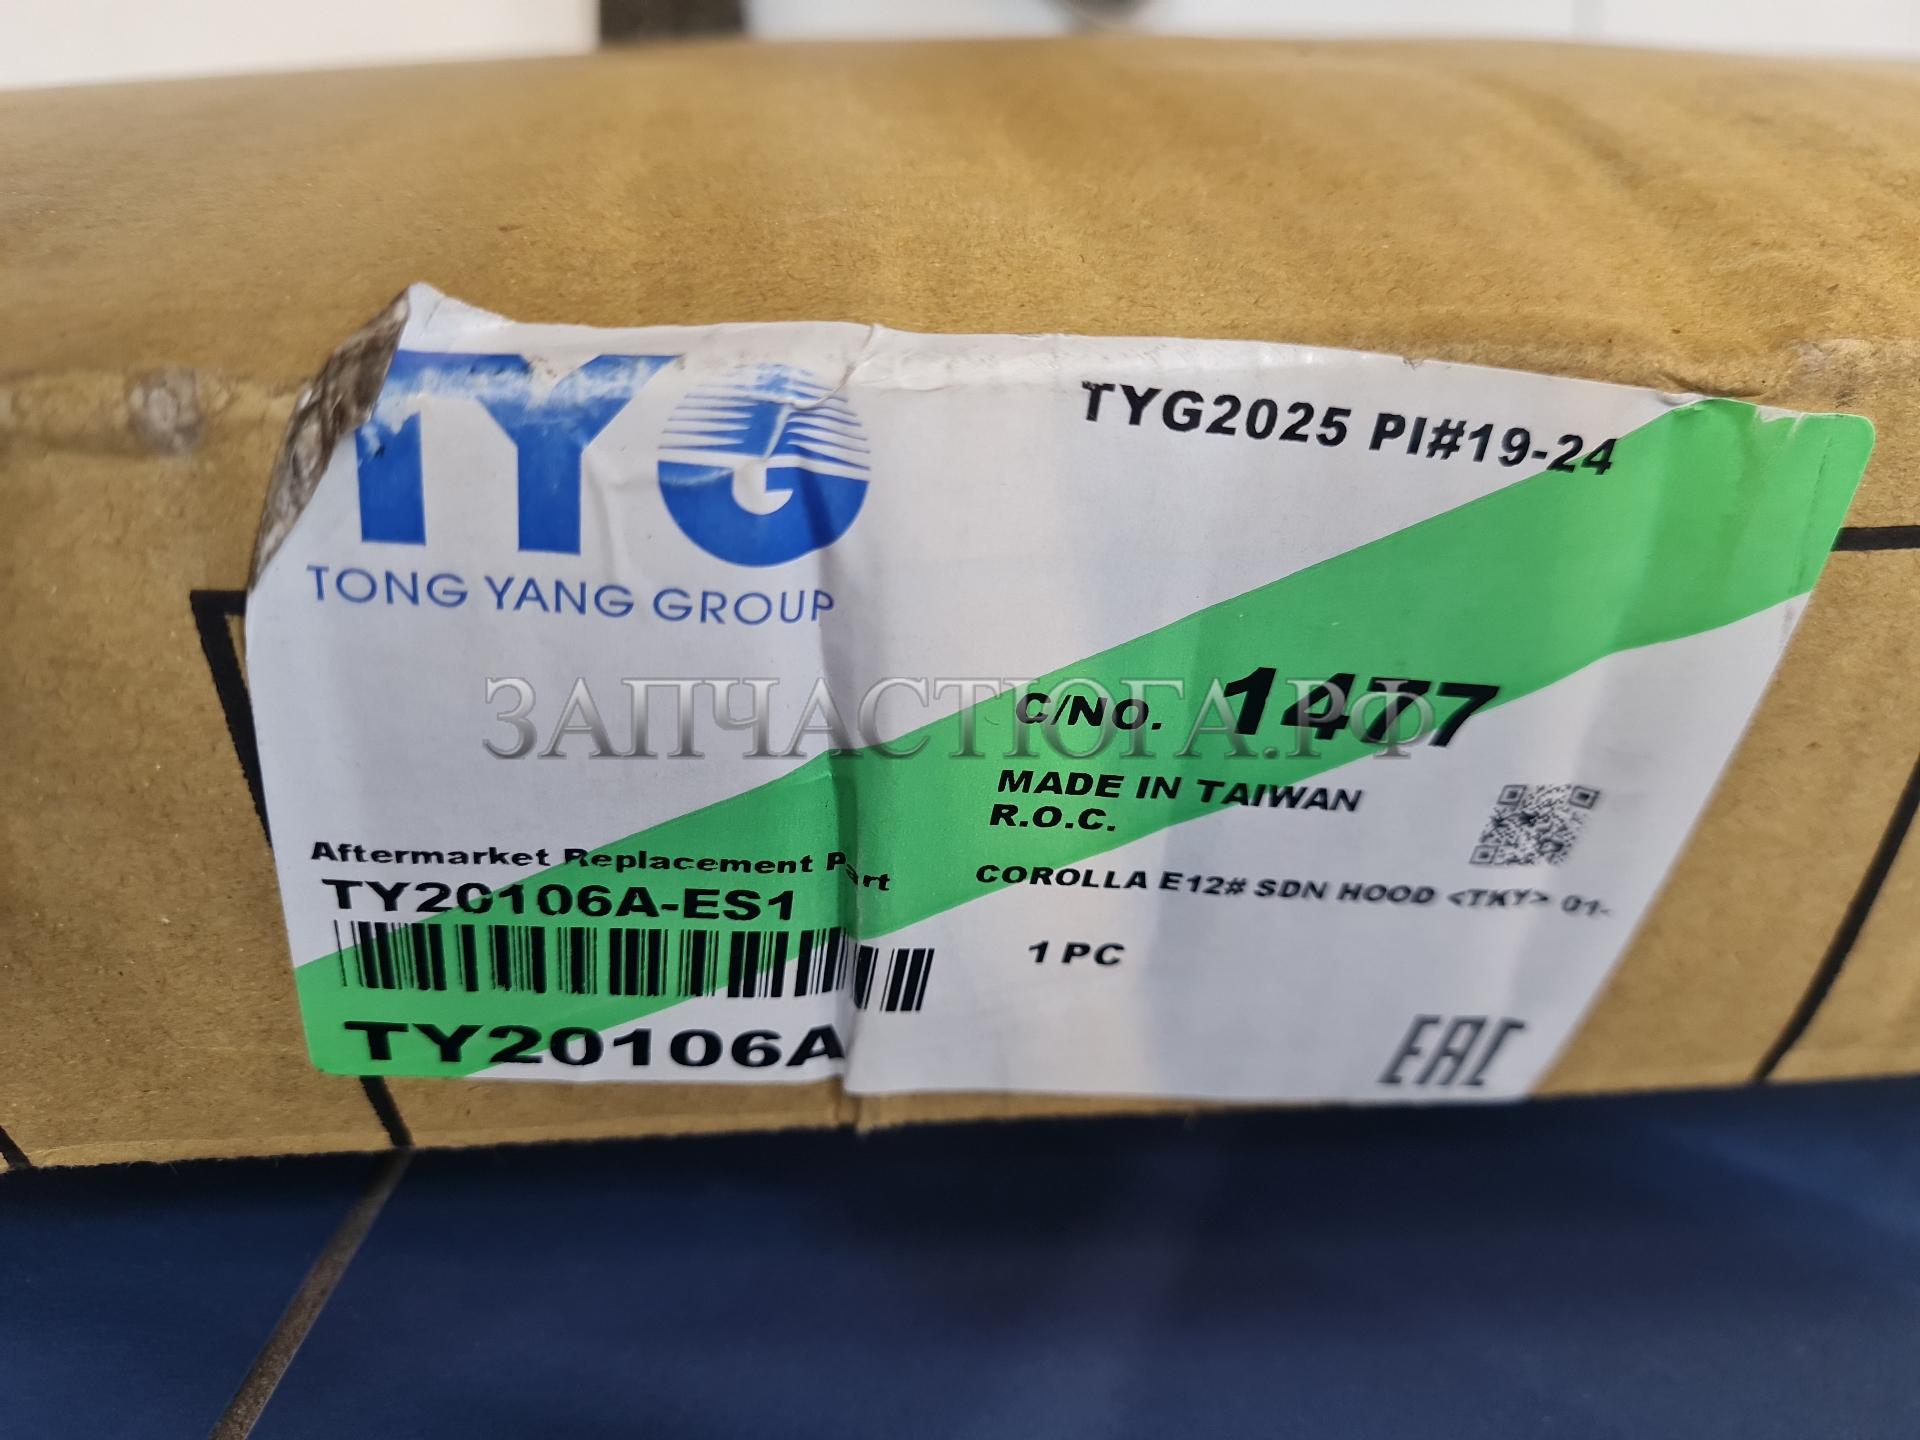 TYG
TONG YANG GROUP
TYG2025 PI#19-24
ЗАПЧАСТЮГА.РФ
C/NO. 1477
MADE IN TAIWAN
R.O.C.
Aftermarket Replacement Part
TY20106A-ES1
COROLLA E12# SDN HOOD <TKY> 01-
1 PC
TY20106A
EAC